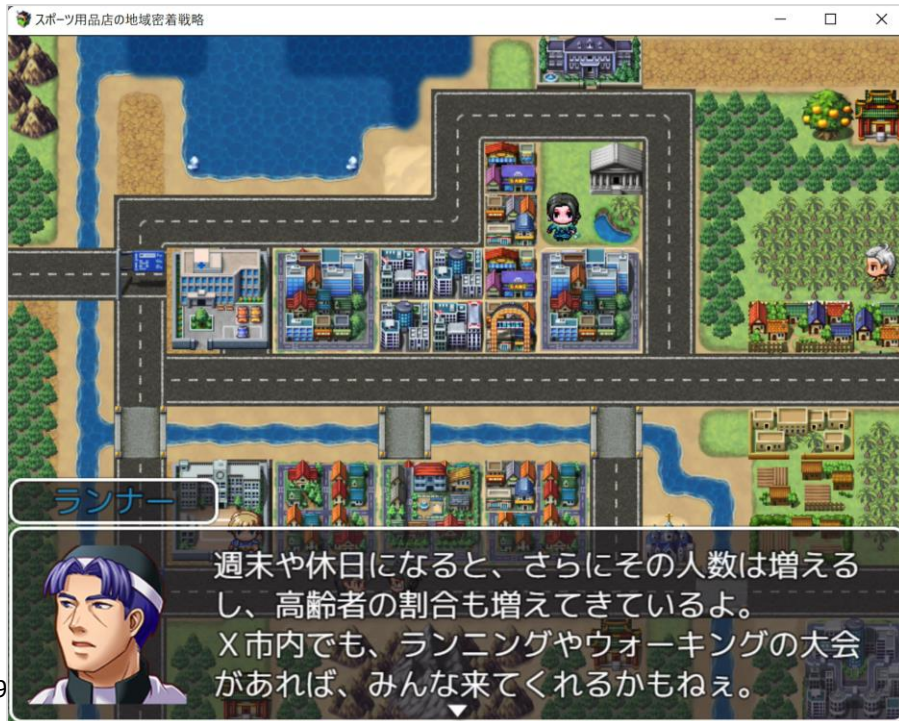 スポーツ用品店の地域密着戦略
ランナー
週末や休日になると、さらにその人数は増える
し、高齢者の割合も増えてきているよ。
X市内でも、ランニングやウォーキングの大会
があれば、みんな来てくれるかもねぇ。
9